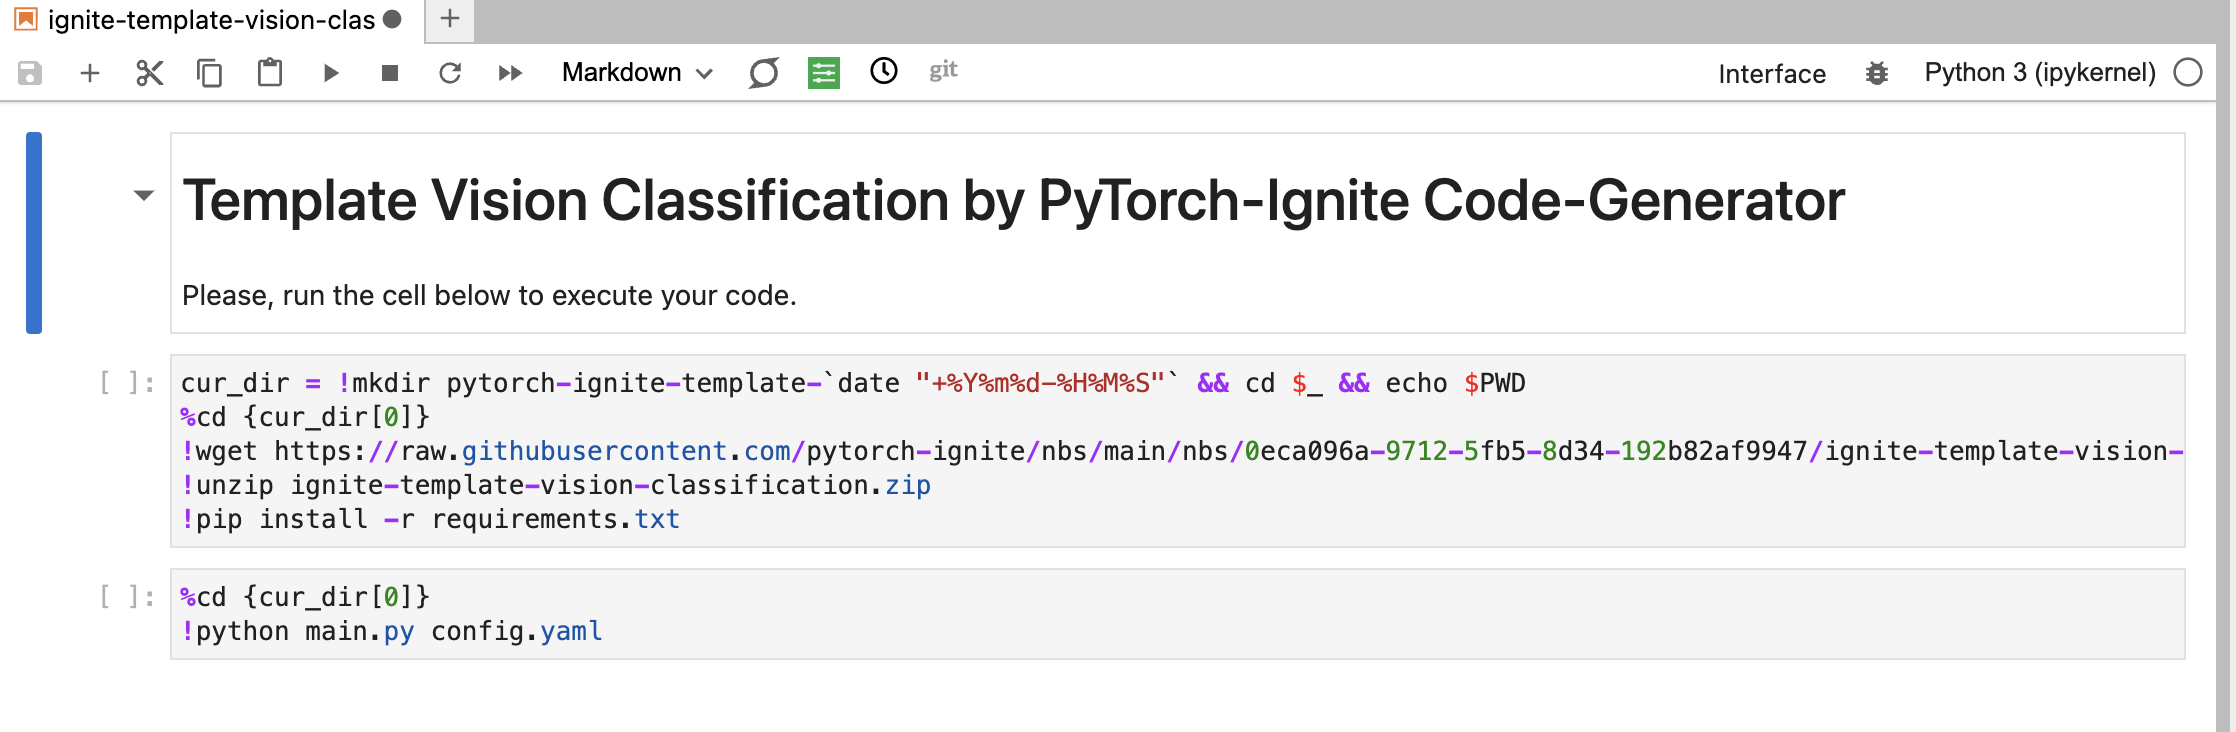 ignite-template-vision-clas
Markdown
git
Interface
Python 3 (ipykernel)
Template Vision Classification by PyTorch-Ignite Code-Generator
Please, run the cell below to execute your code.
[ ]: cur_dir = !mkdir pytorch-ignite-template-`date "+%Y%m%d-%H%M%S"` && cd $_ && echo $PWD
%cd {cur_dir[0]}
!wget https://raw.githubusercontent.com/pytorch-ignite/nbs/main/nbs/0eca096a-9712-5fb5-8d34-192b82af9947/ignite-template-vision-
!unzip ignite-template-vision-classification.zip
!pip install -r requirements.txt
[ ]: %cd {cur_dir[0]}
!python main.py config.yaml